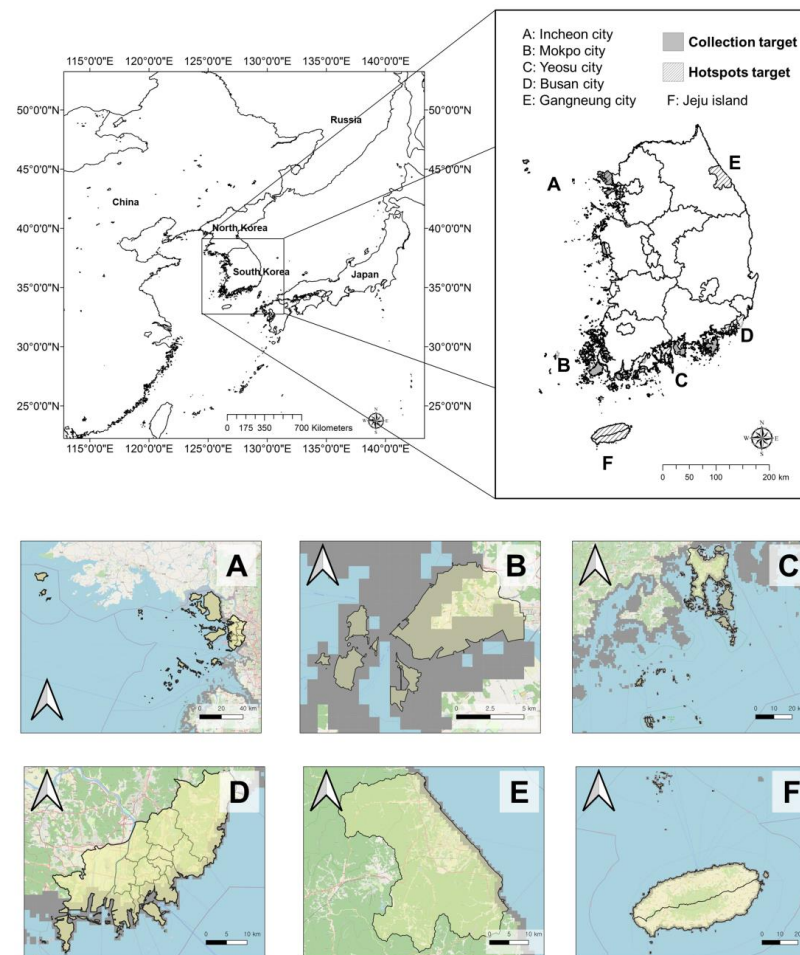 A: Incheon city
B: Mokpo city
C: Yeosu city
D: Busan city
E: Gangneung city
F: Jeju island
Collection target
Hotspots target
115°0'0"E 120°0'0"E 125°0'0"E 130°0'0"E 135°0'0"E 140°0'0"E
50°0'0"N
50°0'0"N
45°0'0"N
45°0'0"N
40°0'0"N
40°0'0"N
35°0'0"N
35°0'0"N
30°0'0"N
30°0'0"N
25°0'0"N
25°0'0"N
Russia
China
North Korea
South Korea
Japan
0 175 350 700 Kilometers
N
W E
S
115°0'0"E 120°0'0"E 125°0'0"E 130°0'0"E 135°0'0"E 140°0'0"E
A
E
B
D
C
F
N
W E
S
0 50 100 200 km
A
0 20 40 km
B
0 2.5 5 km
C
0 10 20 k
D
0 5 10 km
E
0 5 10 km
F
0 10 20